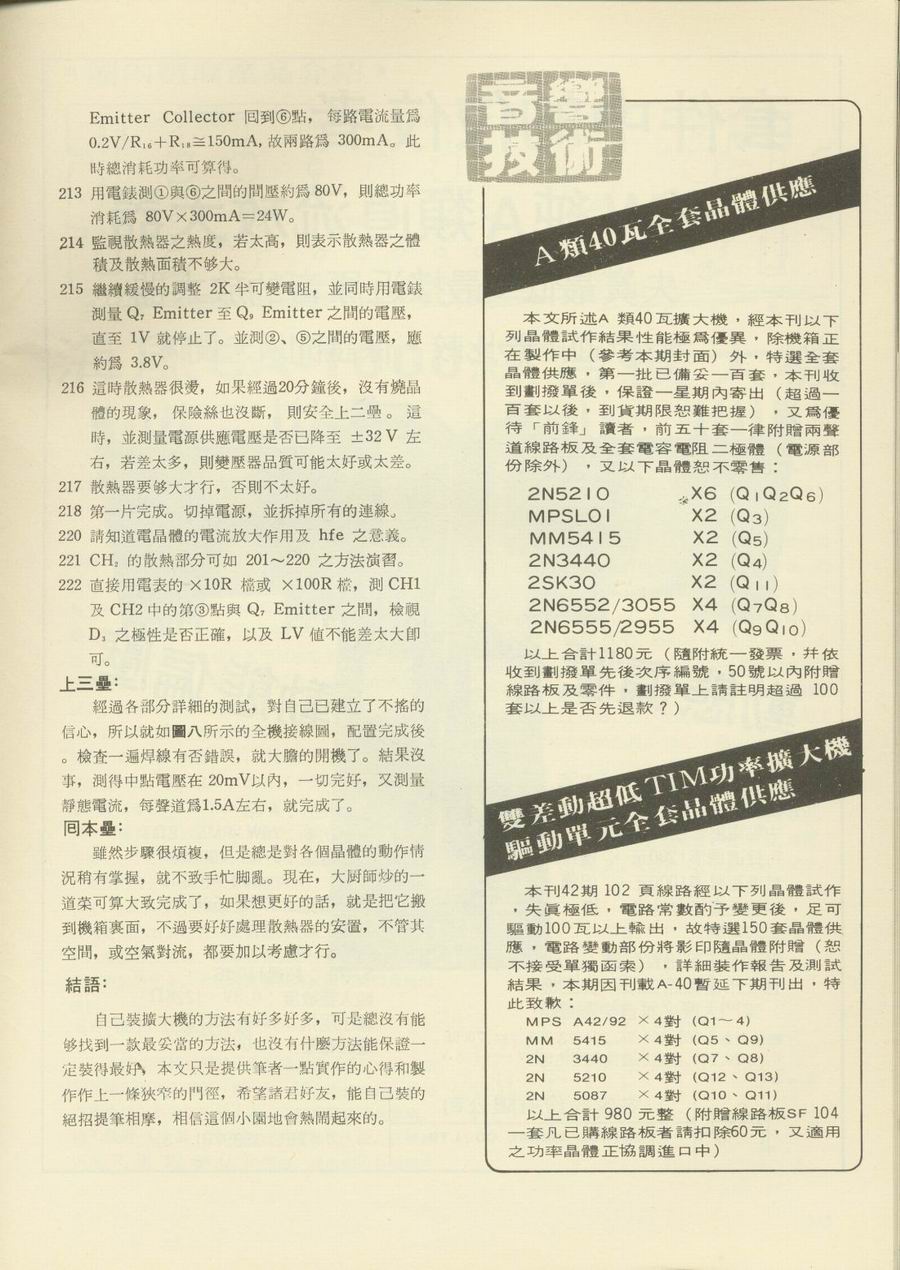 Emitter Collector 囘到⑥點，每路電流量爲
0.2V/R₁₆＋R₁₈≅150mA，故兩路爲 300mA。此
時總消耗功率可算得。
213 用電錶測①與⑥之間的間壓約爲 80V，則總功率
消耗爲 80V×300mA＝24W。
214 監視散熱器之熱度，若太高，則表示散熱器之體
積及散熱面積不够大。
215 繼續緩慢的調整 2K 半可變電阻，並同時用電錶
測量 Q₇ Emitter 至 Q₉ Emitter 之間的電壓，
直至 1V 就停止了。並測②、⑤之間的電壓，應
約爲 3.8V。
216 這時散熱器很燙，如果經過20分鐘後，沒有燒晶
體的現象，保險絲也沒斷，則安全上二壘。這
時，並測量電源供應電壓是否已降至 ±32 V 左
右，若差太多，則變壓器品質可能太好或太差。
217 散熱器要够大才行，否則不太好。
218 第一片完成。切掉電源，並拆掉所有的連線。
220 請知道電晶體的電流放大作用及 hfe 之意義。
221 CH₂ 的散熱部分可如 201～220 之方法演習。
222 直接用電表的 ×10R 檔或 ×100R 檔，測 CH1
及 CH2 中的第③點與 Q₇ Emitter 之間，檢視
D₃ 之極性是否正確，以及 LV 値不能差太大卽
可。
上三壘：
經過各部分詳細的測試，對自己已建立了不搖的
信心，所以就如圖八所示的全機接線圖，配置完成後
。檢查一遍焊線有否錯誤，就大膽的開機了。結果沒
事，測得中點電壓在 20mV以內，一切完好，又測量
靜態電流，每聲道爲1.5A左右，就完成了。
囘本壘：
雖然步驟很煩複，但是總是對各個晶體的動作情
況稍有掌握，就不致手忙脚亂。現在，大厨師炒的一
道菜可算大致完成了，如果想更好的話，就是把它搬
到機箱裏面，不過要好好處理散熱器的安置，不管其
空間，或空氣對流，都要加以考慮才行。
結語：
自己裝擴大機的方法有好多好多，可是總沒有能
够找到一款最妥當的方法，也沒有什麼方法能保證一
定裝得最好，本文只是提供筆者一點實作的心得和製
作作上一條狹窄的門徑，希望諸君好友，能自己裝的
絕招提筆相摩，相信這個小園地會熱鬧起來的。
音響
技術
A類40瓦全套晶體供應
本文所述A 類40瓦擴大機，經本刊以下
列晶體試作結果性能極爲優異，除機箱正
在製作中（參考本期封面）外，特選全套
晶體供應，第一批已備妥一百套，本刊收
到劃撥單後，保證一星期內寄出（超過一
百套以後，到貨期限恕難把握），又爲優
待「前鋒」讀者，前五十套一律附贈兩聲
道線路板及全套電容電阻二極體（電源部
份除外），又以下晶體恕不零售：
2N5210 X6 (Q₁Q₂Q₆)
MPSL01 X2 (Q₃)
MM5415 X2 (Q₅)
2N3440 X2 (Q₄)
2SK30 X2 (Q₁₁)
2N6552/3055 X4 (Q₇Q₈)
2N6555/2955 X4 (Q₉Q₁₀)
以上合計1180元（隨附統一發票，幷依
收到劃撥單先後次序編號，50號以內附贈
線路板及零件，劃撥單上請註明超過 100
套以上是否先退款？）
雙差動超低TIM功率擴大機
驅動單元全套晶體供應
本刊42期 102 頁線路經以下列晶體試作
，失眞極低，電路常數酌予變更後，足可
驅動100瓦以上輸出，故特選150套晶體供
應，電路變動部份將影印隨晶體附贈（恕
不接受單獨函索），詳細裝作報告及測試
結果，本期因刊載A-40暫延下期刊出，特
此致歉：
MPS A42/92 ×4對 (Q1～4)
MM 5415 ×4對 (Q5、Q9)
2N 3440 ×4對 (Q7、Q8)
2N 5210 ×4對 (Q12、Q13)
2N 5087 ×4對 (Q10、Q11)
以上合計 980 元整（附贈線路板SF 104
一套凡已購線路板者請扣除60元，又適用
之功率晶體正協調進口中）